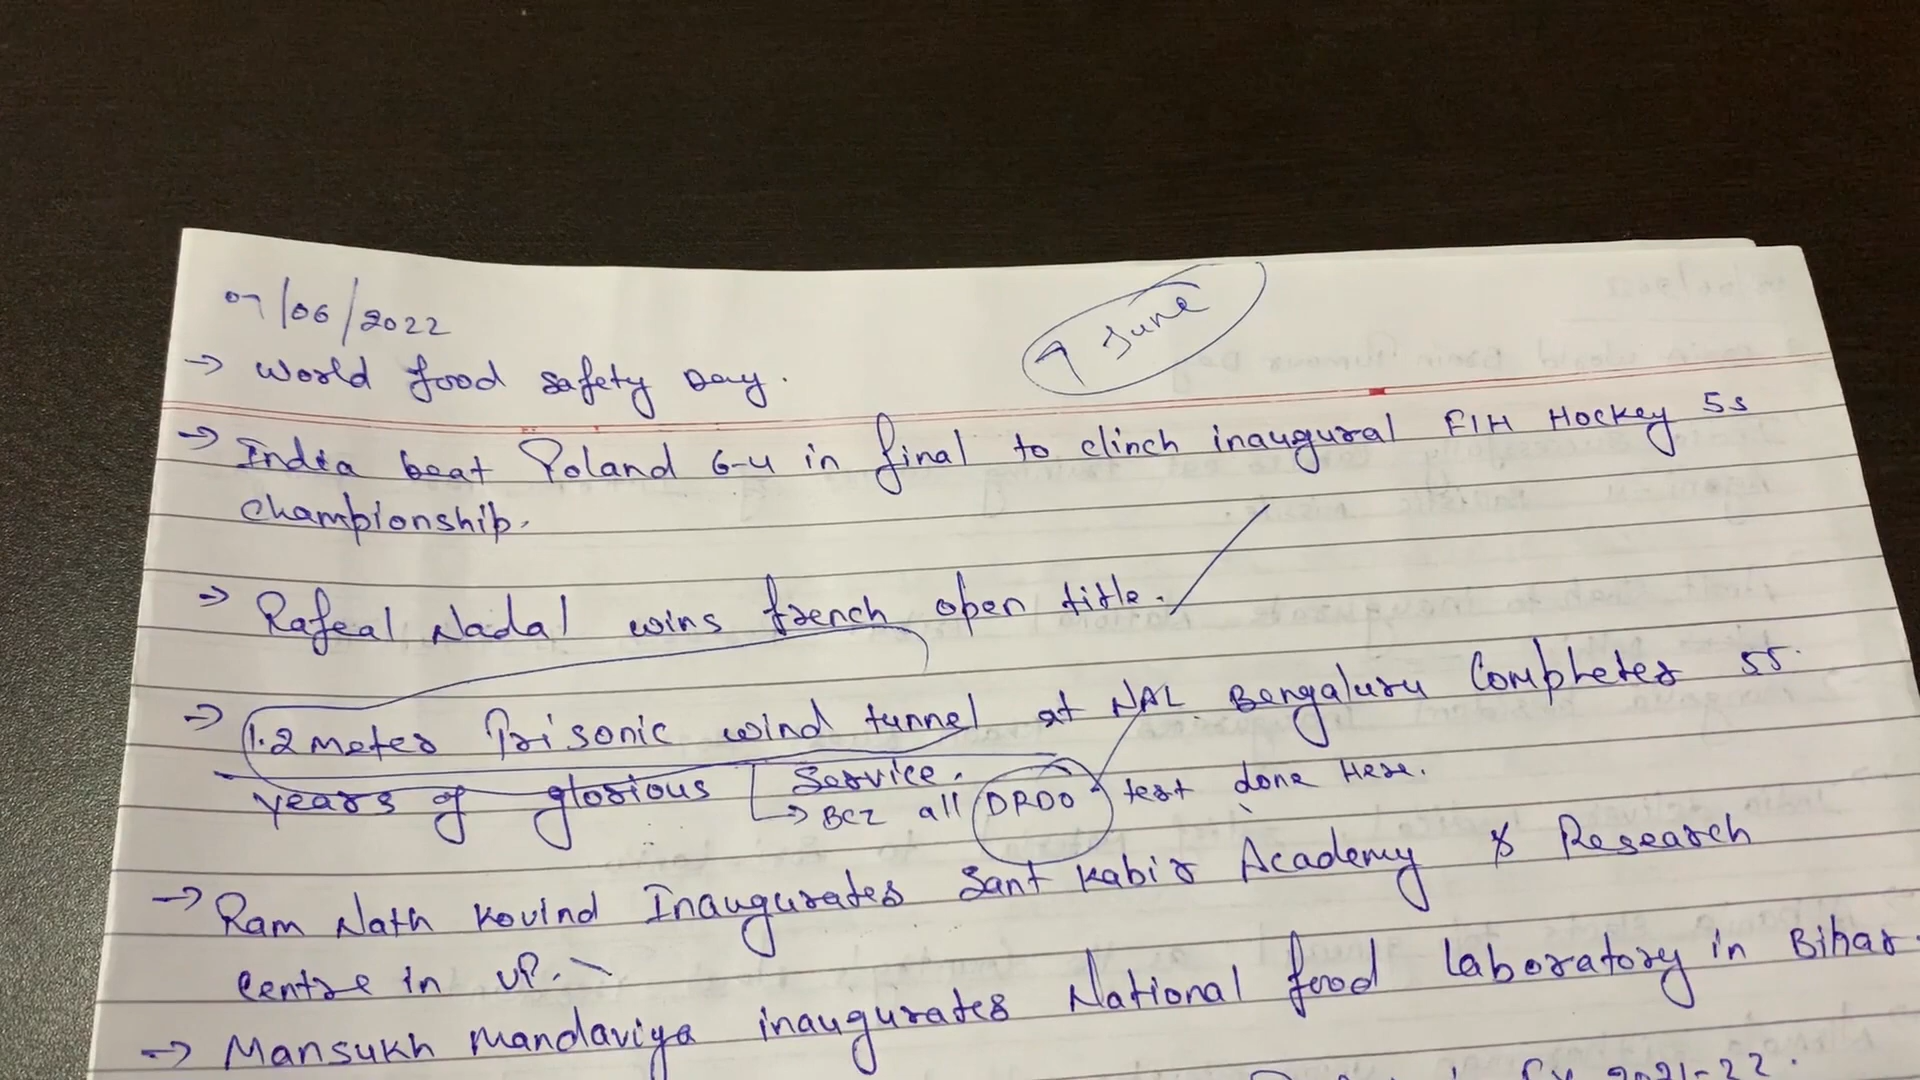 07/06/2022
7 June
→ World food safety Day.
→ India beat Poland 6-4 in final to clinch inaugural FIH Hockey 5s
championship.
→ Rafeal Nadal wins french open title.
→ 1.2 meter Trisonic wind tunnel at NAL Bengaluru Completes 55
years of glorious Service.
→ Bcz all DRDO test done Here.
→ Ram Nath Kovind Inaugurates Sant Kabir Academy & Research
Centre in UP.
→ Mansukh Mandaviya inaugurates National food laboratory in Bihar.
2021-22.